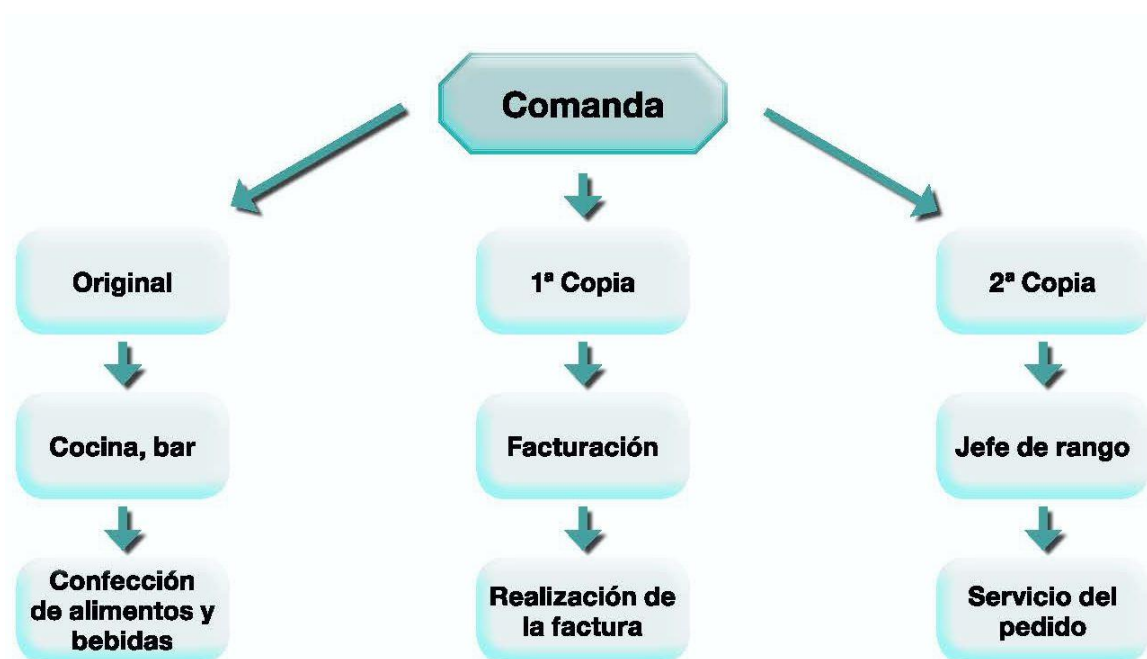 Comanda
Original
1ª Copia
2ª Copia
Cocina, bar
Facturación
Jefe de rango
Confección
de alimentos y
bebidas
Realización de
la factura
Servicio del
pedido